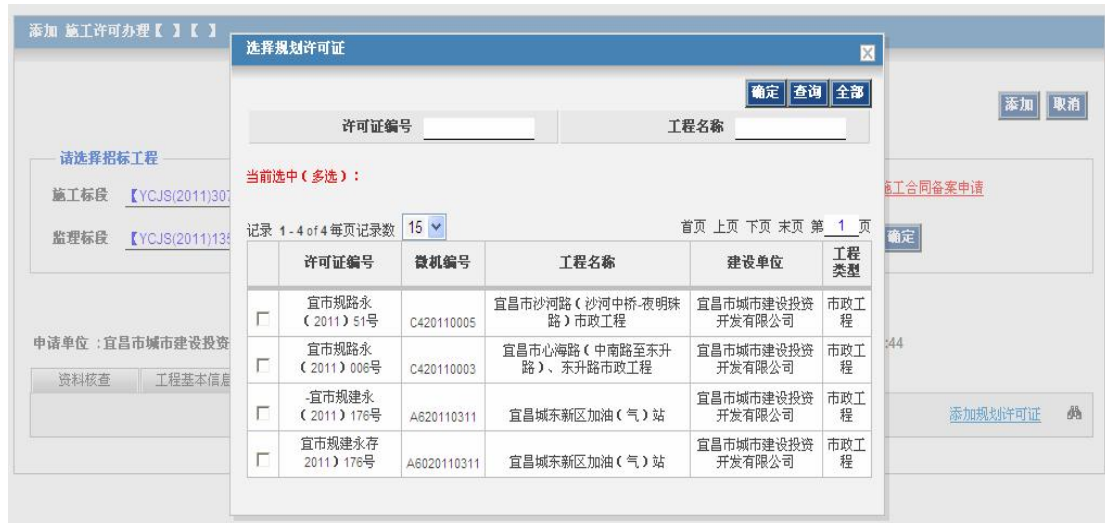 添加 施工许可办理【 】【 】
选择规划许可证
确定 查询 全部
许可证编号 工程名称
添加 取消
请选择招标工程
当前选中(多选):
施工标段 【YCJS(2011)307
施工合同备案申请
监理标段 【YCJS(2011)135
确定
记录 1-4 of 4 每页记录数 15 首页 上页 下页 末页 第 1 页
许可证编号 微机编号 工程名称 建设单位 工程
类型
宜市规路永
(2011)51号
C420110005
宜昌市沙河路(沙河中桥-夜明珠
路)市政工程
宜昌市城市建设投资
开发有限公司
市政工
程
申请单位 :宜昌市城市建设投资
:44
宜市规路永
(2011)006号
C420110003
宜昌市心海路(中南路至东升
路)、东升路市政工程
宜昌市城市建设投资
开发有限公司
市政工
程
资料核查 工程基本信息
-宜市规建永
(2011)176号
A620110311
宜昌城东新区加油(气)站
宜昌市城市建设投资
开发有限公司
市政工
程
添加规划许可证
宜市规建永存
2011)176号
A6020110311
宜昌城东新区加油(气)站
宜昌市城市建设投资
开发有限公司
市政工
程